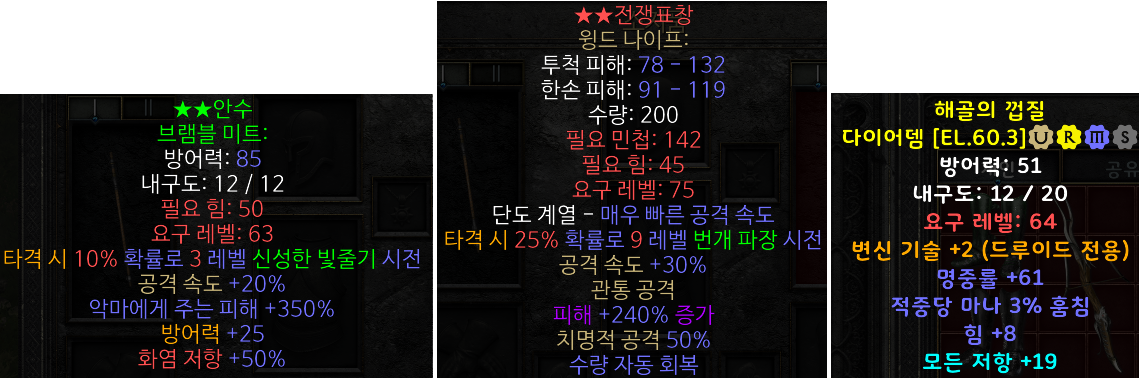 ★★안수
브램블 미트:
방어력: 85
내구도: 12 / 12
필요 힘: 50
요구 레벨: 63
타격 시 10% 확률로 3 레벨 신성한 빛줄기 시전
공격 속도 +20%
악마에게 주는 피해 +350%
방어력 +25
화염 저항 +50%
★★전쟁표창
윙드 나이프:
투척 피해: 78 - 132
한손 피해: 91 - 119
수량: 200
필요 민첩: 142
필요 힘: 45
요구 레벨: 75
단도 계열 - 매우 빠른 공격 속도
타격 시 25% 확률로 9 레벨 번개 파장 시전
공격 속도 +30%
관통 공격
피해 +240% 증가
치명적 공격 50%
수량 자동 회복
해골의 껍질
다이어뎀 [EL.60.3] U R m S
방어력: 51
내구도: 12 / 20
요구 레벨: 64
변신 기술 +2 (드루이드 전용)
명중률 +61
적중당 마나 3% 훔침
힘 +8
모든 저항 +19
공유